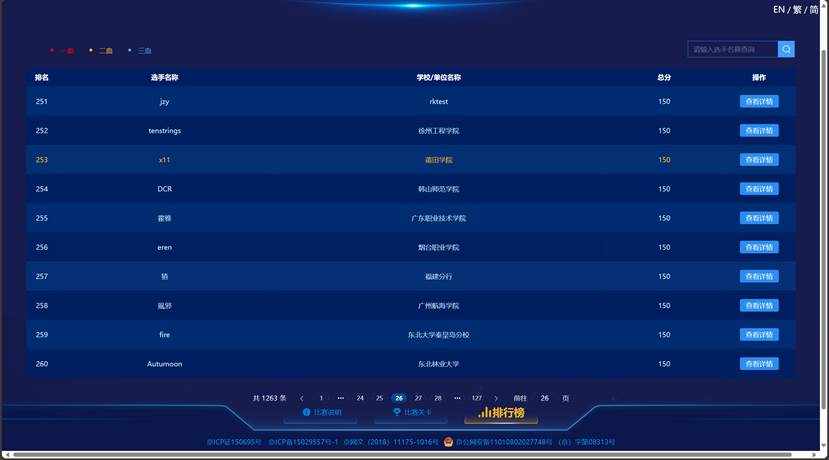 EN / 繁 / 简
一血 二血 三血 请输入选手名称查询
排名 选手名称 学校/单位名称 总分 操作
251 jzy rktest 150 查看详情
252 tenstrings 徐州工程学院 150 查看详情
253 x11 莆田学院 150 查看详情
254 DCR 韩山师范学院 150 查看详情
255 霍雅 广东职业技术学院 150 查看详情
256 eren 烟台职业学院 150 查看详情
257 福建分行 150 查看详情
258 广州航海学院 150 查看详情
259 fire 东北大学秦皇岛分校 150 查看详情
260 Autumoon 东北林业大学 150 查看详情
共 1263 条 1 ••• 24 25 26 27 28 ••• 127 前往 26 页
比赛说明 比赛关卡 排行榜
京ICP证150695号 京ICP备15029557号-1 京网文（2018）11175-1016号 京公网安备11010802027748号 （京）字第08313号